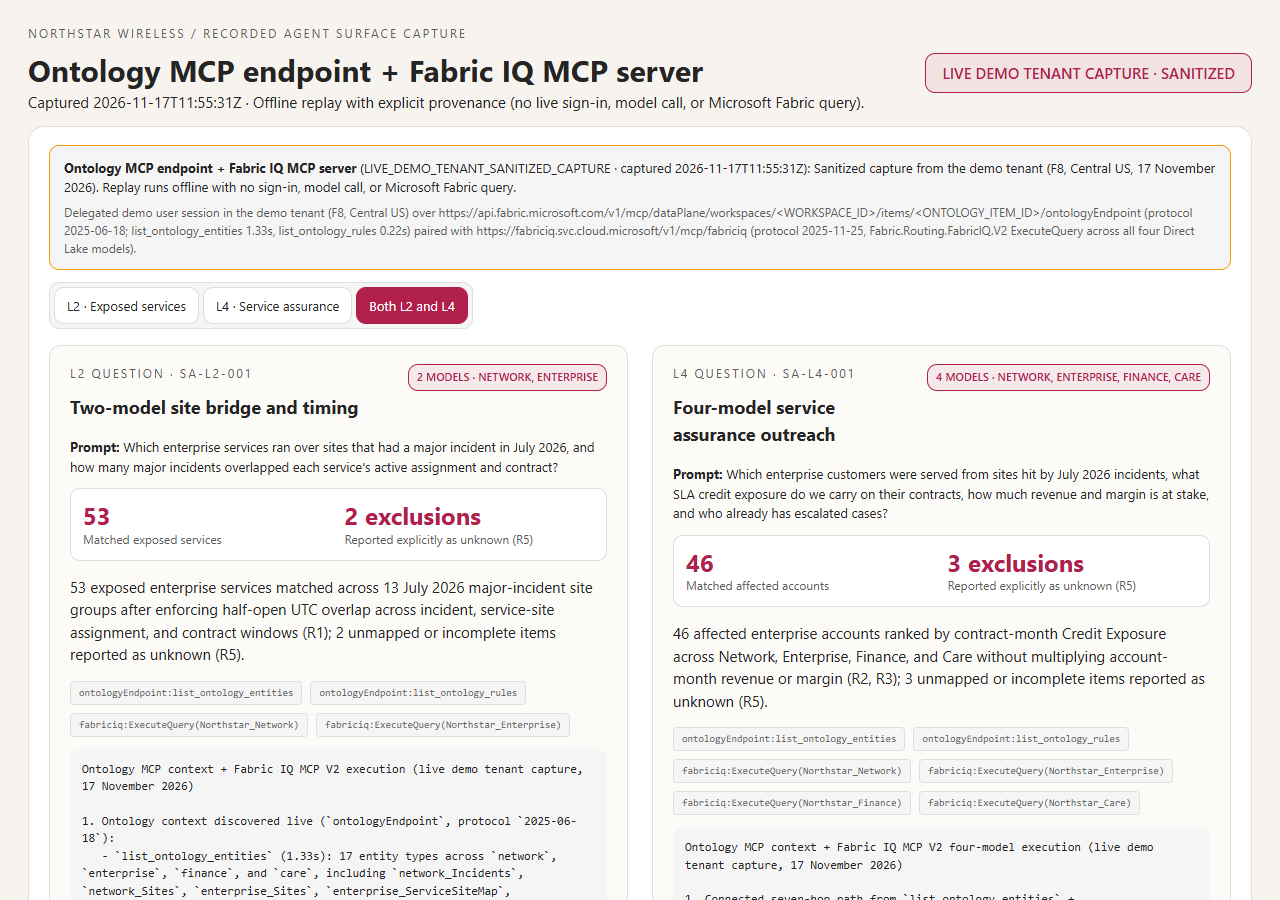 NORTHSTAR WIRELESS / RECORDED AGENT SURFACE CAPTURE
Ontology MCP endpoint + Fabric IQ MCP server
LIVE DEMO TENANT CAPTURE · SANITIZED
Captured 2026-11-17T11:55:31Z · Offline replay with explicit provenance (no live sign-in, model call, or Microsoft Fabric query).
Ontology MCP endpoint + Fabric IQ MCP server (LIVE_DEMO_TENANT_SANITIZED_CAPTURE · captured 2026-11-17T11:55:31Z): Sanitized capture from the demo tenant (F8, Central US, 17 November
2026). Replay runs offline with no sign-in, model call, or Microsoft Fabric query.
Delegated demo user session in the demo tenant (F8, Central US) over https://api.fabric.microsoft.com/v1/mcp/dataPlane/workspaces/<WORKSPACE_ID>/items/<ONTOLOGY_ITEM_ID>/ontologyEndpoint (protocol
2025-06-18; list_ontology_entities 1.33s, list_ontology_rules 0.22s) paired with https://fabriciq.svc.cloud.microsoft/v1/mcp/fabriciq (protocol 2025-11-25, Fabric.Routing.FabricIQ.V2 ExecuteQuery across all four Direct
Lake models).
L2 · Exposed services
L4 · Service assurance
Both L2 and L4
L2 QUESTION · SA-L2-001
2 MODELS · NETWORK, ENTERPRISE
Two-model site bridge and timing
Prompt: Which enterprise services ran over sites that had a major incident in July 2026, and
how many major incidents overlapped each service's active assignment and contract?
53
Matched exposed services
2 exclusions
Reported explicitly as unknown (R5)
53 exposed enterprise services matched across 13 July 2026 major-incident site
groups after enforcing half-open UTC overlap across incident, service-site
assignment, and contract windows (R1); 2 unmapped or incomplete items
reported as unknown (R5).
ontologyEndpoint:list_ontology_entities
ontologyEndpoint:list_ontology_rules
fabriciq:ExecuteQuery(Northstar_Network)
fabriciq:ExecuteQuery(Northstar_Enterprise)
Ontology MCP context + Fabric IQ MCP V2 execution (live demo tenant capture,
17 November 2026)
1. Ontology context discovered live (`ontologyEndpoint`, protocol `2025-06-
18`):
- `list_ontology_entities` (1.33s): 17 entity types across `network`,
`enterprise`, `finance`, and `care`, including `network_Incidents`,
`network_Sites`, `enterprise_Sites`, `enterprise_ServiceSiteMap`,
L4 QUESTION · SA-L4-001
4 MODELS · NETWORK, ENTERPRISE, FINANCE, CARE
Four-model service
assurance outreach
Prompt: Which enterprise customers were served from sites hit by July 2026 incidents, what
SLA credit exposure do we carry on their contracts, how much revenue and margin is at stake,
and who already has escalated cases?
46
Matched affected accounts
3 exclusions
Reported explicitly as unknown (R5)
46 affected enterprise accounts ranked by contract-month Credit Exposure
across Network, Enterprise, Finance, and Care without multiplying account-
month revenue or margin (R2, R3); 3 unmapped or incomplete items reported as
unknown (R5).
ontologyEndpoint:list_ontology_entities
ontologyEndpoint:list_ontology_rules
fabriciq:ExecuteQuery(Northstar_Network)
fabriciq:ExecuteQuery(Northstar_Enterprise)
fabriciq:ExecuteQuery(Northstar_Finance)
fabriciq:ExecuteQuery(Northstar_Care)
Ontology MCP context + Fabric IQ MCP V2 four-model execution (live demo
tenant capture, 17 November 2026)
1. Connected seven-hop path from `list_ontology_entities` +